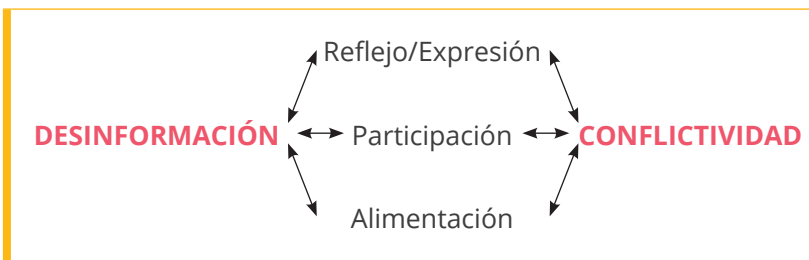 Reflejo/Expresión
DESINFORMACIÓN Participación CONFLICTIVIDAD
Alimentación